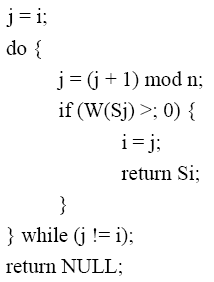 j = i;
do {
j = (j + 1) mod n;
if (W(Sj) >; 0) {
i = j;
return Si;
}
} while (j != i);
return NULL;